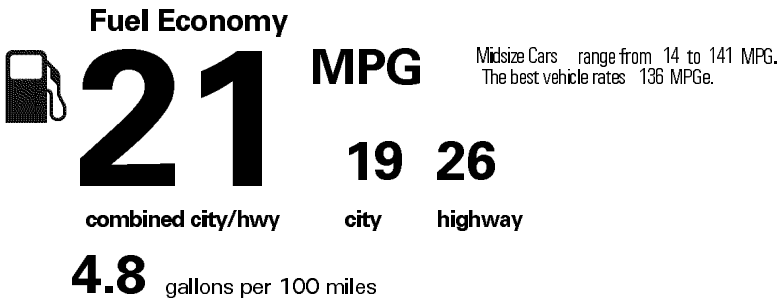 Fuel Economy
21 MPG
Midsize Cars range from 14 to 141 MPG.
The best vehicle rates 136 MPGe.
19 26
combined city/hwy city highway
4.8 gallons per 100 miles